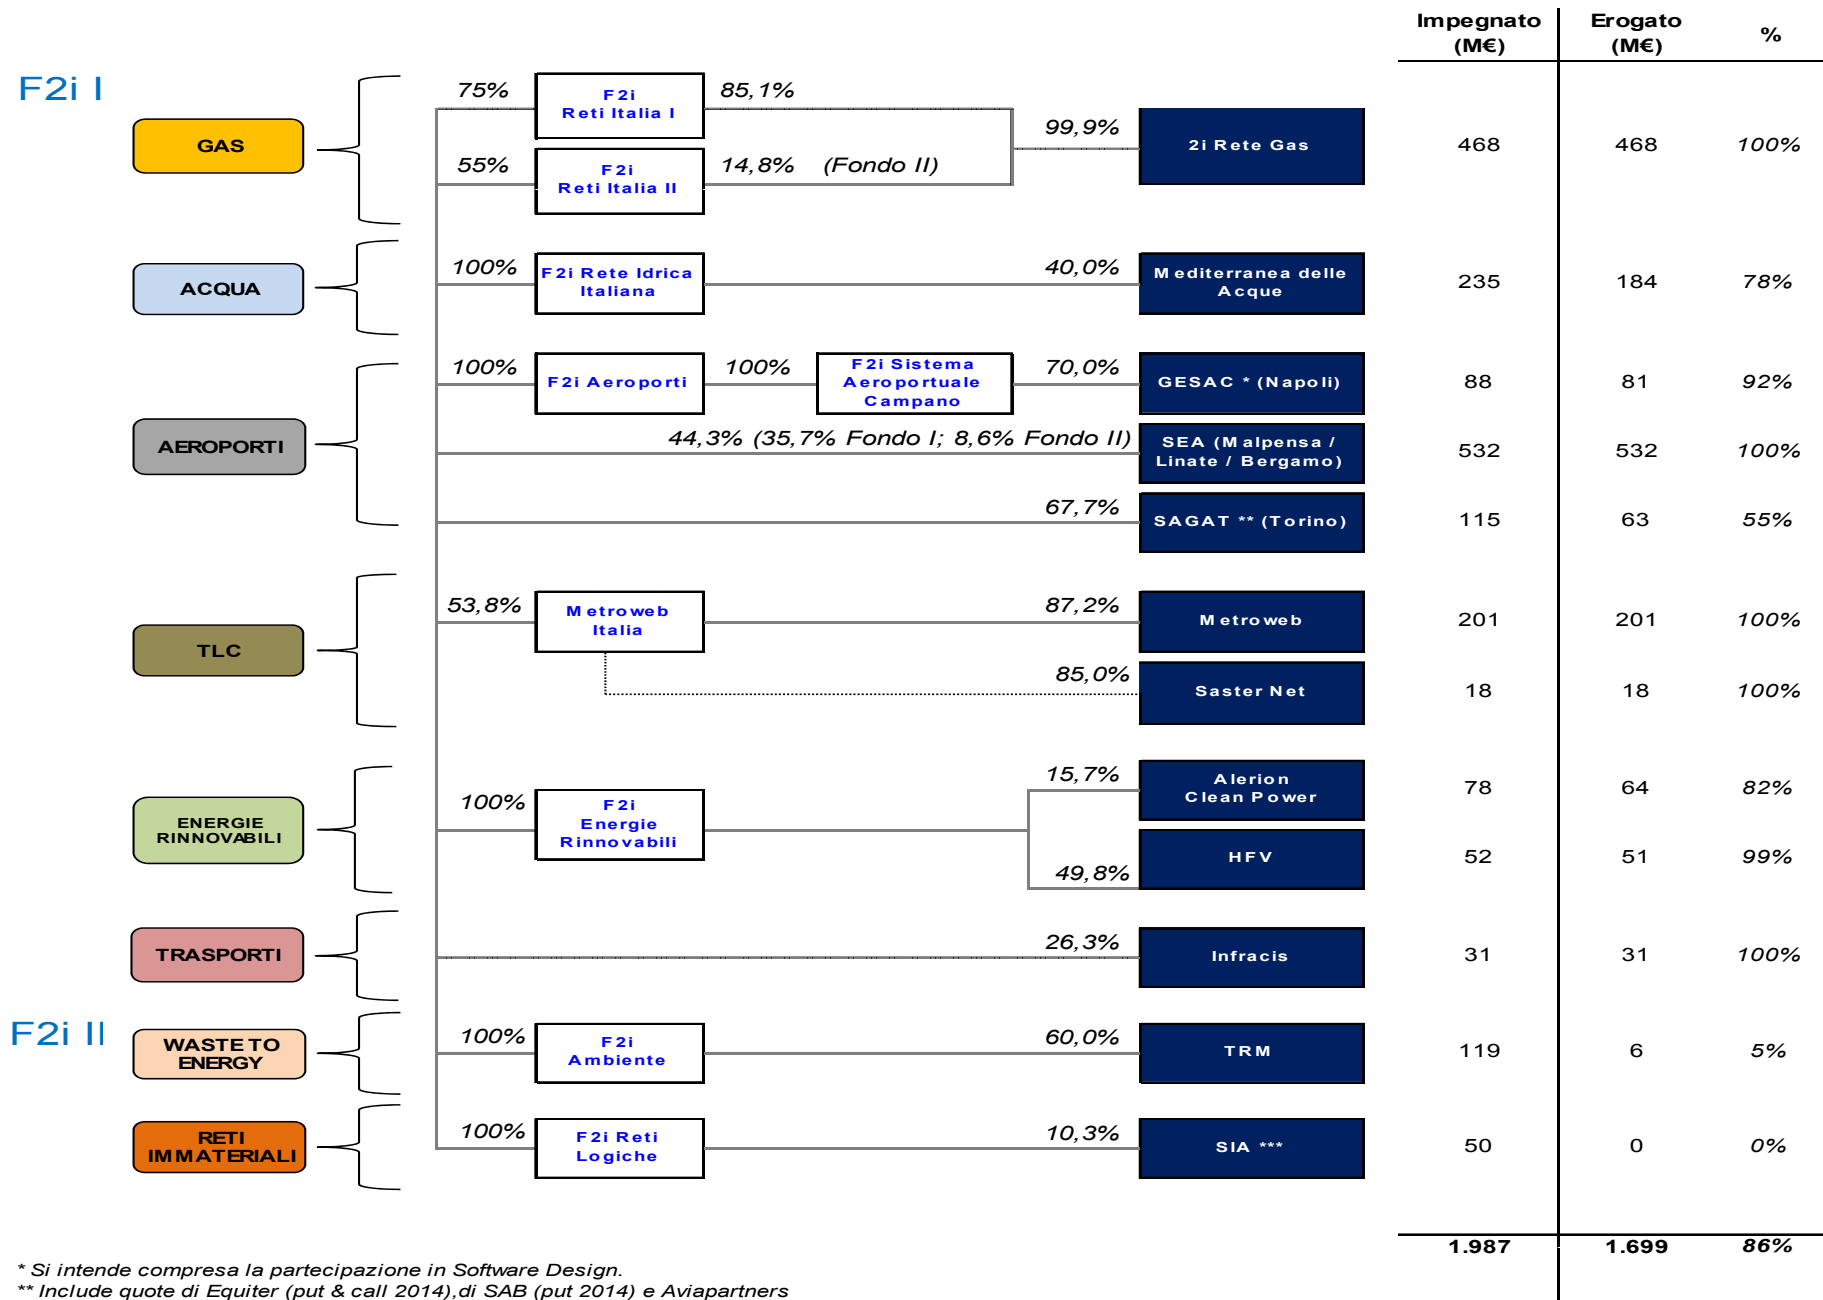 Impegnato Erogato %
(M€) (M€)
F2i I
GAS
75%
F2i
Reti Italia I
85,1%
55%
F2i
Reti Italia II
14,8% (Fondo II)
99,9%
2i Rete Gas
468 468 100%
ACQUA
100%
F2i Rete Idrica
Italiana
40,0%
Mediterranea delle
Acque
235 184 78%
AEROPORTI
100%
F2i Aeroporti
100%
F2i Sistema
Aeroportuale
Campano
70,0%
GESAC * (Napoli)
88 81 92%
44,3% (35,7% Fondo I; 8,6% Fondo II)
SEA (Malpensa /
Linate / Bergamo)
532 532 100%
67,7%
SAGAT ** (Torino)
115 63 55%
TLC
53,8%
Metroweb
Italia
87,2%
Metroweb
201 201 100%
85,0%
Saster Net
18 18 100%
ENERGIE
RINNOVABILI
100%
F2i
Energie
Rinnovabili
15,7%
Alerion
Clean Power
78 64 82%
49,8%
HFV
52 51 99%
TRASPORTI
26,3%
Infracis
31 31 100%
F2i II
WASTE TO
ENERGY
100%
F2i
Ambiente
60,0%
TRM
119 6 5%
RETI
IMMATERIALI
100%
F2i Reti
Logiche
10,3%
SIA ***
50 0 0%
1.987 1.699 86%
* Si intende compresa la partecipazione in Software Design.
** Include quote di Equiter (put & call 2014),di SAB (put 2014) e Aviapartners